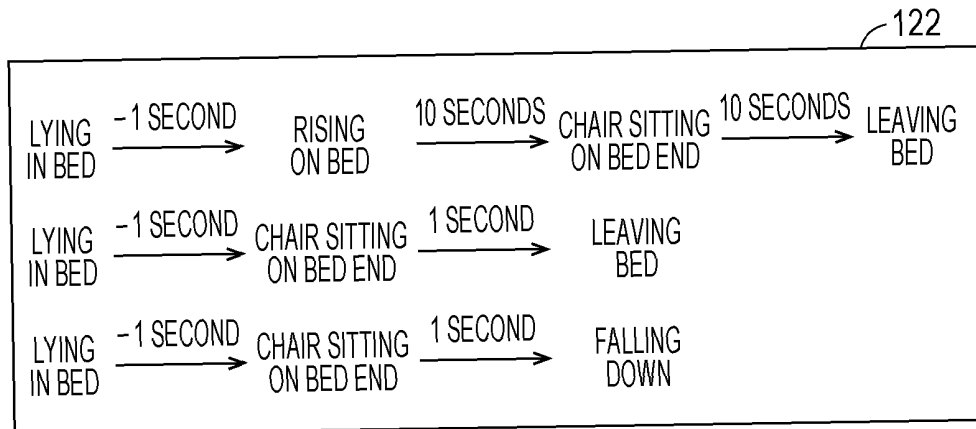 122
−1 SECOND 10 SECONDS 10 SECONDS
LYING RISING CHAIR SITTING LEAVING
IN BED ON BED ON BED END BED
−1 SECOND 1 SECOND
LYING CHAIR SITTING LEAVING
IN BED ON BED END BED
−1 SECOND 1 SECOND
LYING CHAIR SITTING FALLING
IN BED ON BED END DOWN